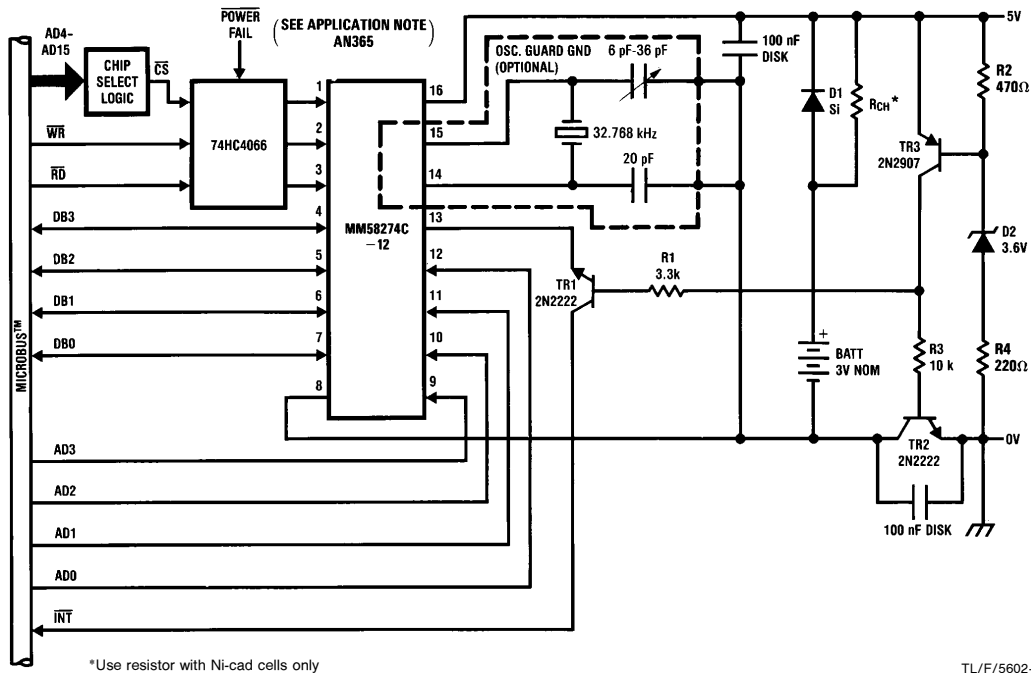 AD4-
AD15
CHIP
SELECT
LOGIC
CS
POWER
FAIL
(SEE APPLICATION NOTE
AN365)
WR
RD
74HC4066
DB3
DB2
DB1
DB0
MICROBUS™
1
2
3
4
5
6
7
8
MM58274C
–12
16
15
14
13
12
11
10
9
OSC. GUARD GND
(OPTIONAL)
6 pF-36 pF
32.768 kHz
20 pF
100 nF
DISK
D1
Si
RCH*
5V
R2
470Ω
TR3
2N2907
D2
3.6V
TR1
2N2222
R1
3.3k
+
BATT
3V NOM
R3
10 k
R4
220Ω
TR2
2N2222
0V
100 nF DISK
AD3
AD2
AD1
AD0
INT
*Use resistor with Ni-cad cells only
TL/F/5602-